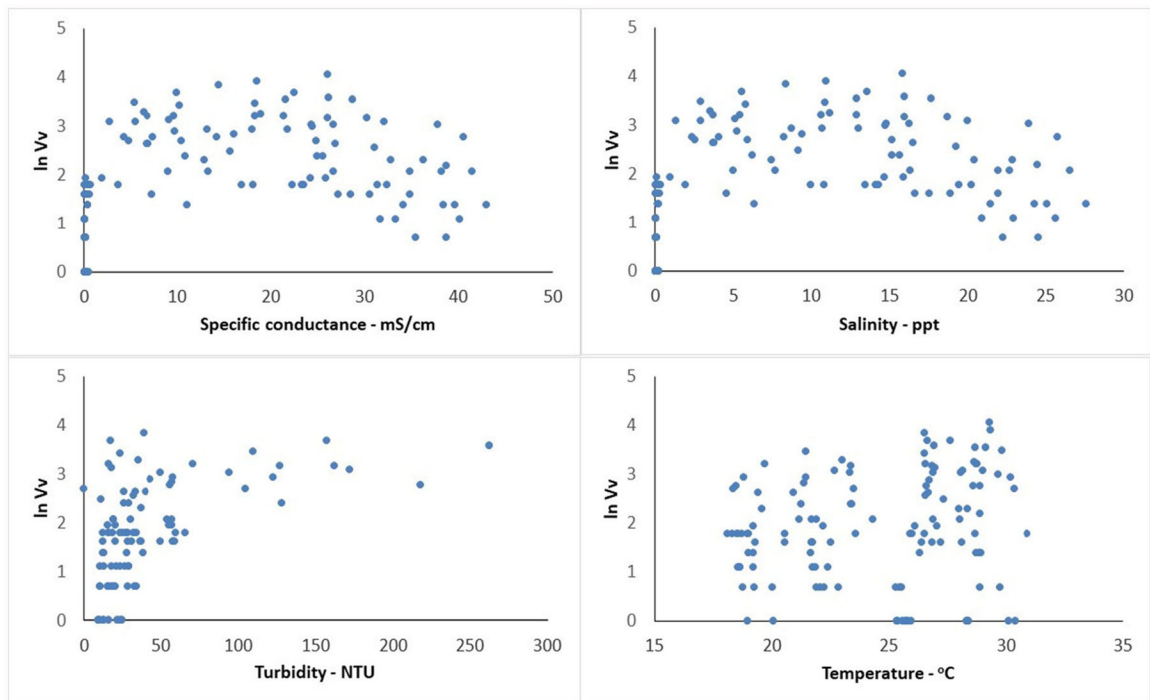 5
4
3
2
1
0
ln Vv
0 10 20 30 40 50
Specific conductance - mS/cm
5
4
3
2
1
0
ln Vv
0 5 10 15 20 25 30
Salinity - ppt
5
4
3
2
1
0
ln Vv
0 50 100 150 200 250 300
Turbidity - NTU
5
4
3
2
1
0
ln Vv
15 20 25 30 35
Temperature - ºC